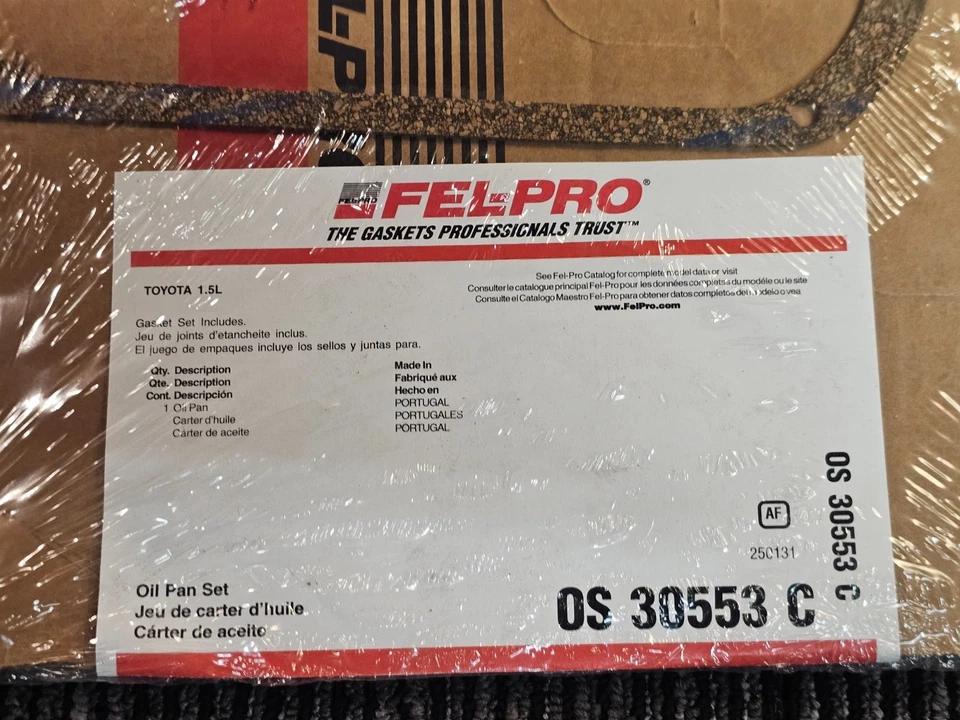 L-P
FEL-PRO
FEL-PRO®
THE GASKETS PROFESSIONALS TRUST™
TOYOTA 1.5L
See Fel-Pro Catalog for complete model data or visit
Consulter le catalogue principal Fel-Pro pour les données complètes du modéle ou le site
Consulte el Catalogo Maestro Fel-Pro para obtener datos completos del modelo o vea
www.FelPro.com
Gasket Set Includes.
Jeu de joints d'etancheite inclus.
El juego de empaques incluye los sellos y juntas para.
Qty. Description
Qte. Description
Cont. Descripción
1 Oil Pan
Carter d'huile
Cárter de aceite
Made In
Fabriqué aux
Hecho en
PORTUGAL
PORTUGALES
PORTUGAL
AF
250131
OS 30553 C
Oil Pan Set
Jeu de carter d'huile
Cárter de aceite
OS 30553 C